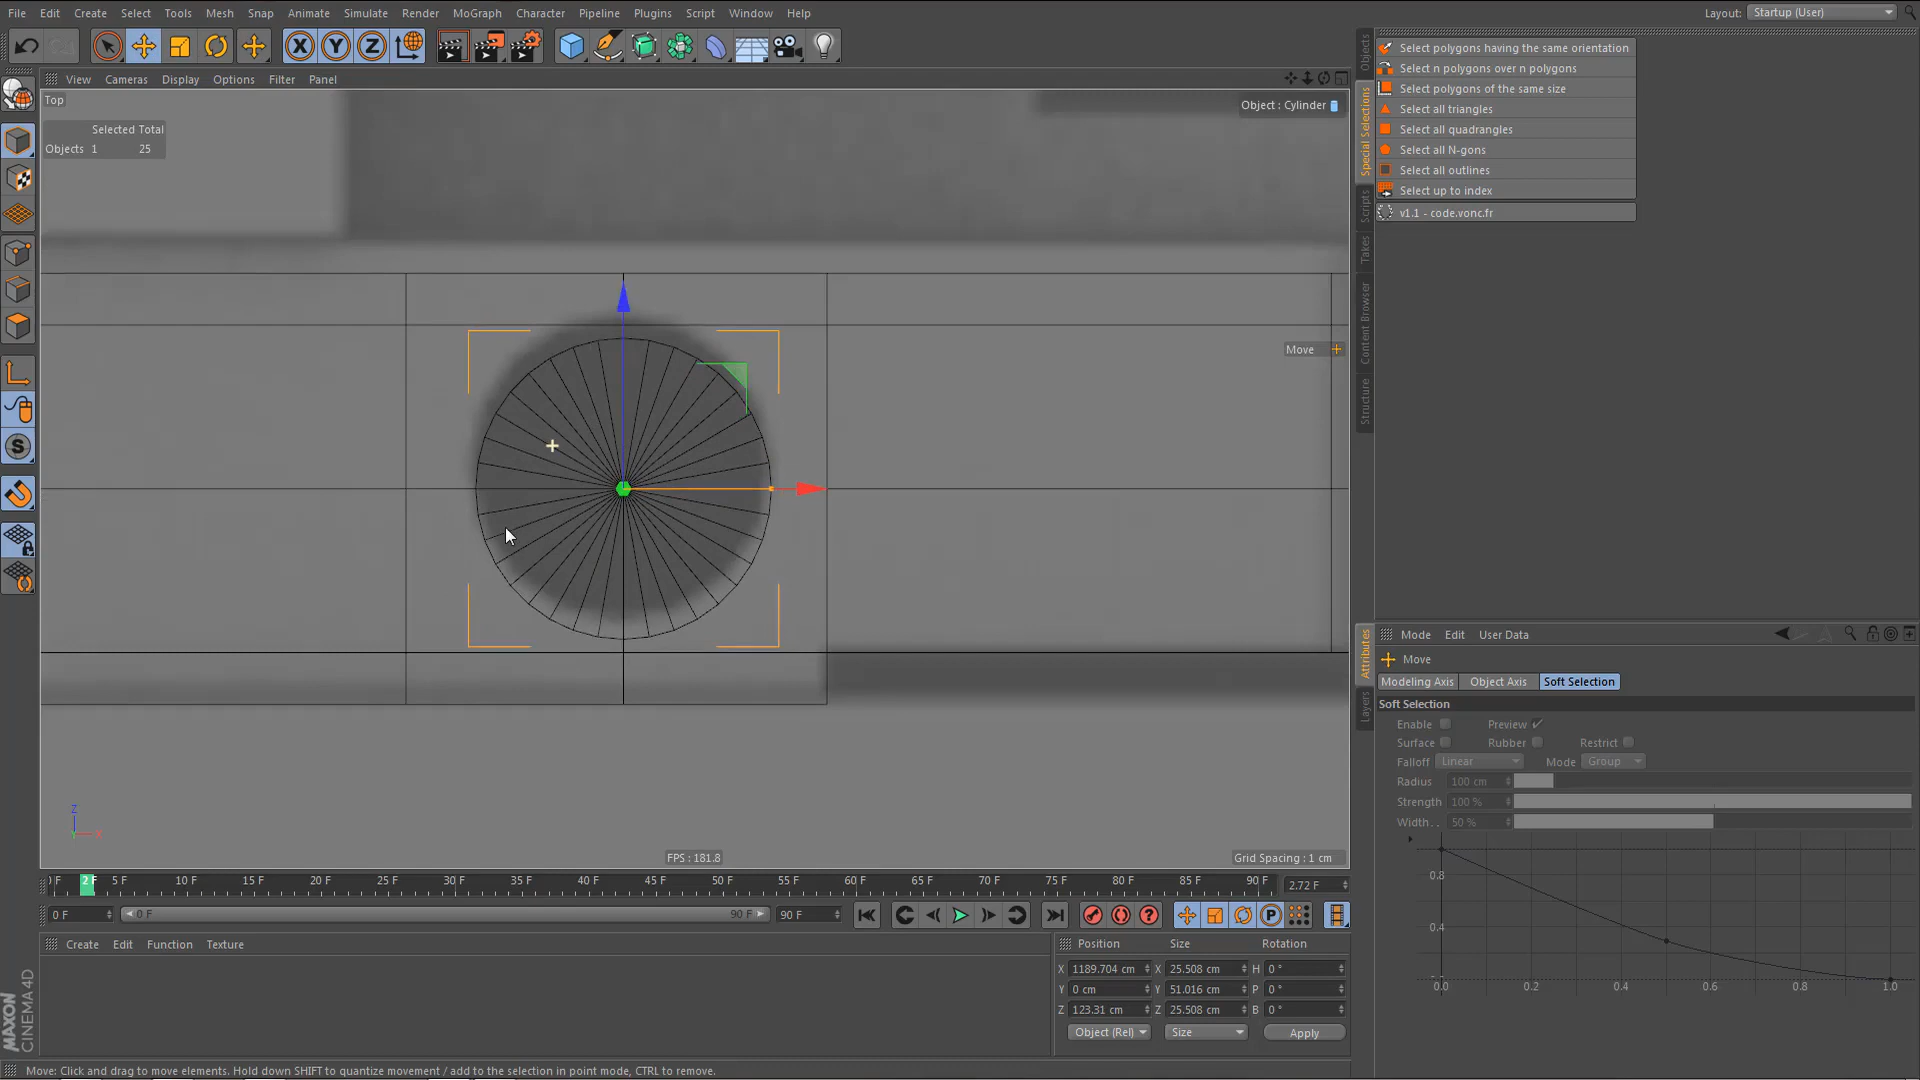 File Edit Create Select Tools Mesh Snap Animate Simulate Render MoGraph Character Pipeline Plugins Script Window Help Layout: Startup (User)
View Cameras Display Options Filter Panel
Top
Object : Cylinder
Selected Total
Objects 1 25
Move
Z
Y X
FPS : 181.8
Grid Spacing : 1 cm
Objects
Special Selections
Scripts
Takes
Content Browser
Structure
Select polygons having the same orientation
Select n polygons over n polygons
Select polygons of the same size
Select all triangles
Select all quadrangles
Select all N-gons
Select all outlines
Select up to index
v1.1 - code.vonc.fr
Attributes
Layers
Mode Edit User Data
Move
Modeling Axis Object Axis Soft Selection
Soft Selection
Enable Preview
Surface Rubber Restrict
Falloff Linear Mode Group
Radius 100 cm
Strength 100 %
Width . . 50 %
0.8
0.4
0.0 0.2 0.4 0.6 0.8 1.0
F 2 F 5 F 10 F 15 F 20 F 25 F 30 F 35 F 40 F 45 F 50 F 55 F 60 F 65 F 70 F 75 F 80 F 85 F 90 F 2.72 F
0 F 0 F 90 F 90 F
Create Edit Function Texture
Position Size Rotation
X 1189.704 cm X 25.508 cm H 0 °
Y 0 cm Y 51.016 cm P 0 °
Z 123.31 cm Z 25.508 cm B 0 °
Object (Rel) Size Apply
MAXON
CINEMA 4D
Move: Click and drag to move elements. Hold down SHIFT to quantize movement / add to the selection in point mode, CTRL to remove.